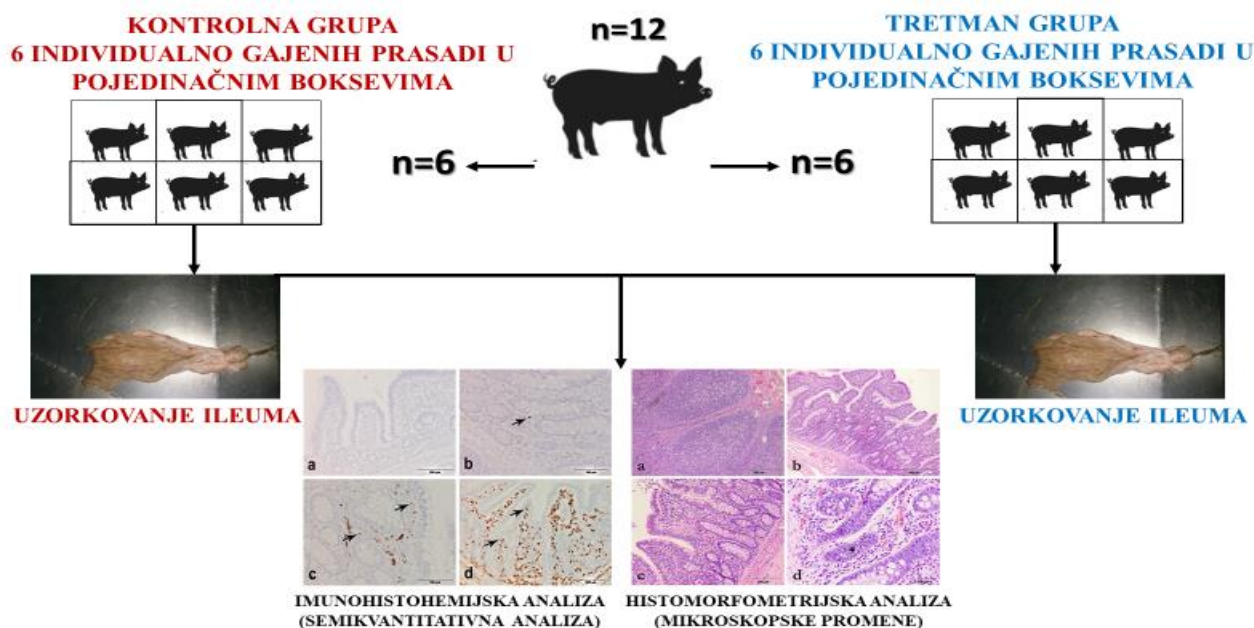 KONTROLNA GRUPA
6 INDIVIDUALNO GAJENIH PRASADI U
POJEDINAČNIM BOKSEVIMA
n=12
TRETMAN GRUPA
6 INDIVIDUALNO GAJENIH PRASADI U
POJEDINAČNIM BOKSEVIMA
n=6
n=6
UZORKOVANJE ILEUMA
UZORKOVANJE ILEUMA
a
b
c
d
a
b
c
d
IMUNOHISTOHEMIJSKA ANALIZA
(SEMIKVANTITATIVNA ANALIZA)
HISTOMORFOMETRIJSKA ANALIZA
(MIKROSKOPSKE PROMENE)